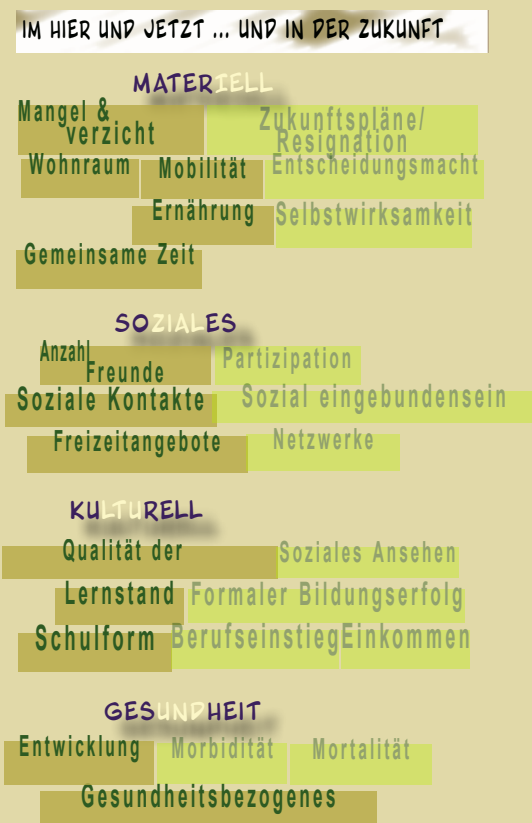 IM HIER UND JETZT ... UND IN DER ZUKUNFT
MATERIELL
Mangel &
verzicht
Zukunftspläne/
Resignation
Wohnraum Mobilität Entscheidungsmacht
Ernährung Selbstwirksamkeit
Gemeinsame Zeit
SOZIALES
Anzahl
Freunde
Partizipation
Soziale Kontakte Sozial eingebundensein
Freizeitangebote Netzwerke
KULTURELL
Qualität der Soziales Ansehen
Lernstand Formaler Bildungserfolg
Schulform Berufseinstieg Einkommen
GESUNDHEIT
Entwicklung Morbidität Mortalität
Gesundheitsbezogenes